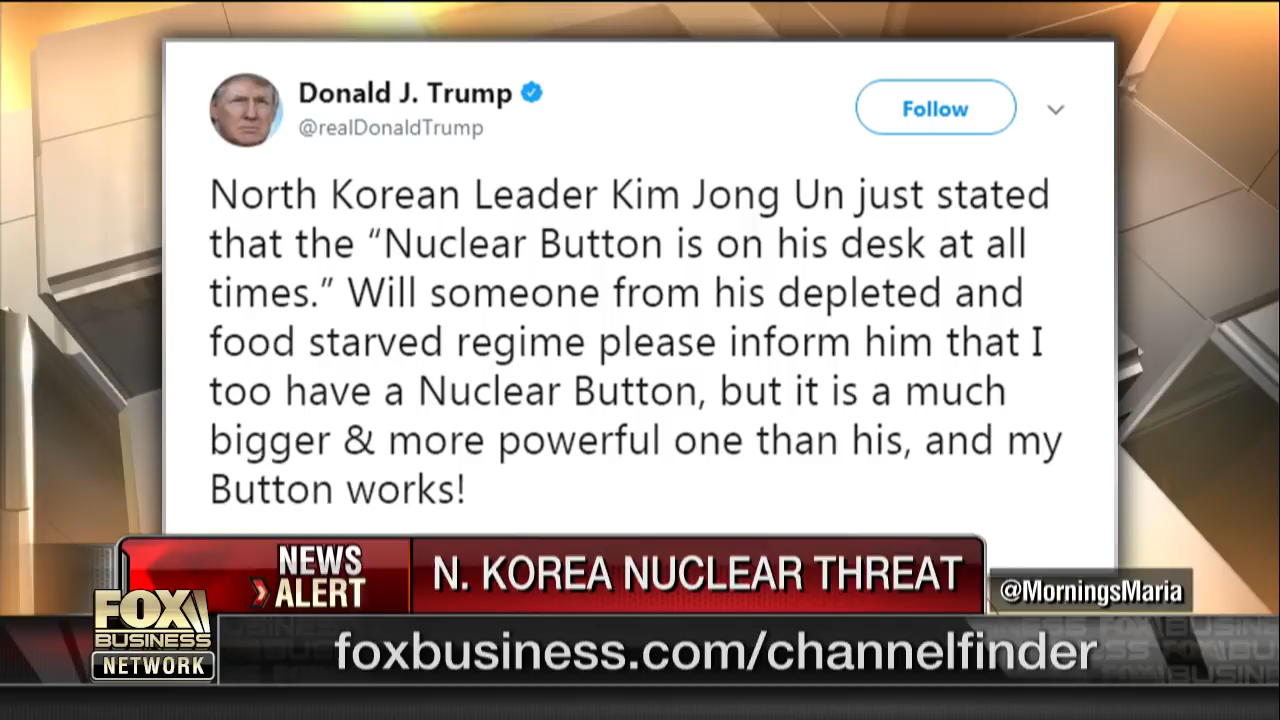 Donald J. Trump
@realDonaldTrump
Follow
North Korean Leader Kim Jong Un just stated
that the “Nuclear Button is on his desk at all
times.” Will someone from his depleted and
food starved regime please inform him that I
too have a Nuclear Button, but it is a much
bigger & more powerful one than his, and my
Button works!
NEWS
ALERT
N. KOREA NUCLEAR THREAT
@MorningsMaria
FOX
BUSINESS
NETWORK
foxbusiness.com/channelfinder